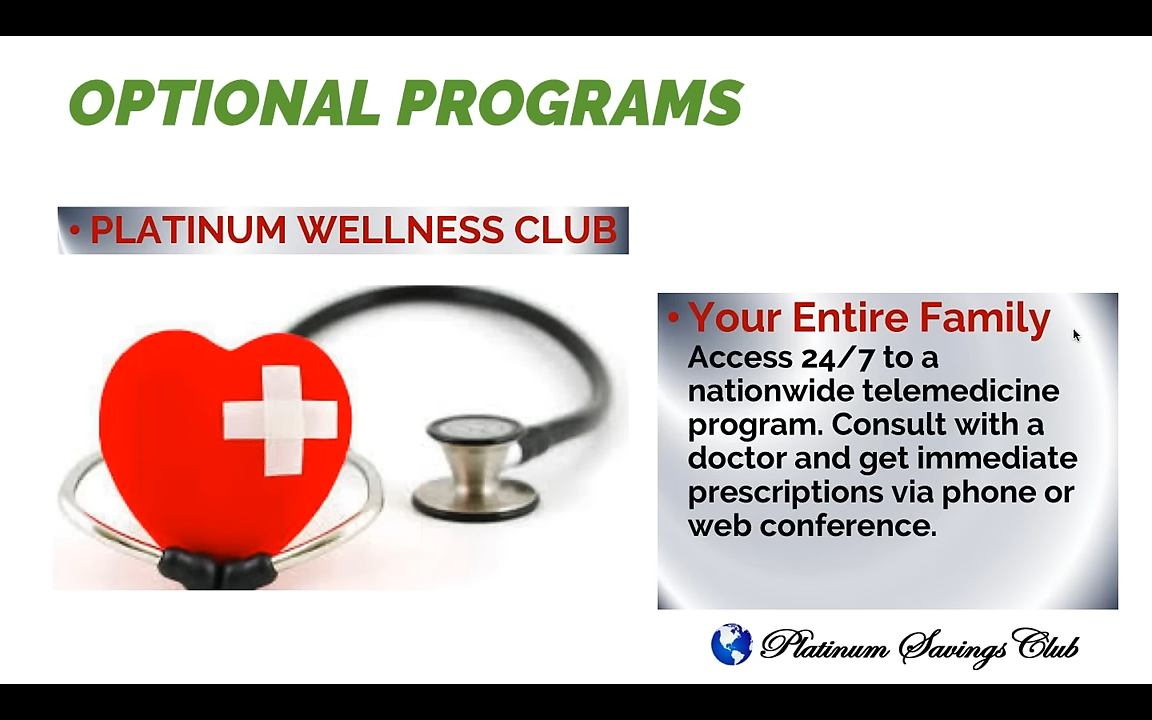 OPTIONAL PROGRAMS
• PLATINUM WELLNESS CLUB
• Your Entire Family
Access 24/7 to a
nationwide telemedicine
program. Consult with a
doctor and get immediate
prescriptions via phone or
web conference.
Platinum Savings Club